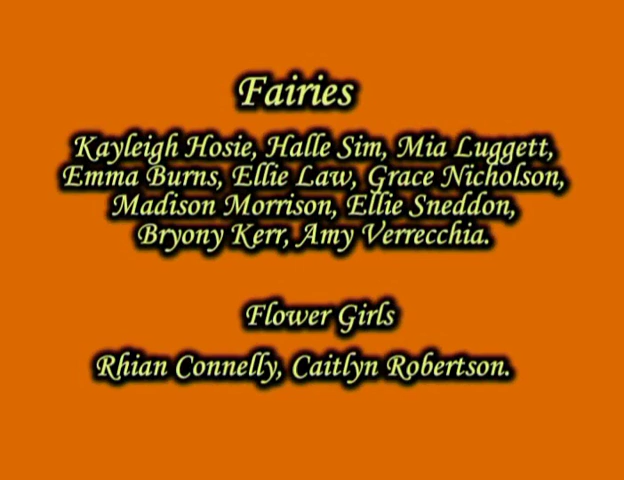 Fairies
Kayleigh Hosie, Halle Sim, Mia Luggett,
Emma Burns, Ellie Law, Grace Nicholson,
Madison Morrison, Ellie Sneddon,
Bryony Kerr, Amy Verrecchia.
Flower Girls
Rhian Connelly, Caitlyn Robertson.